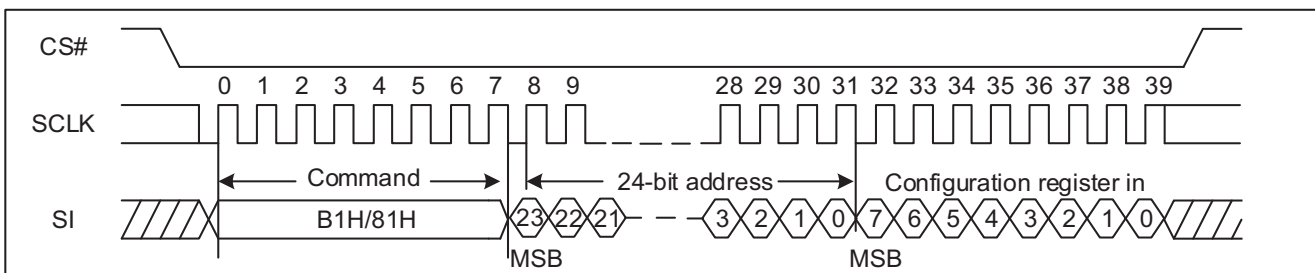 CS#
0 1 2 3 4 5 6 7 8 9 28 29 30 31 32 33 34 35 36 37 38 39
SCLK
Command 24-bit address Configuration register in
SI B1H/81H 23 22 21 3 2 1 0 7 6 5 4 3 2 1 0
MSB MSB